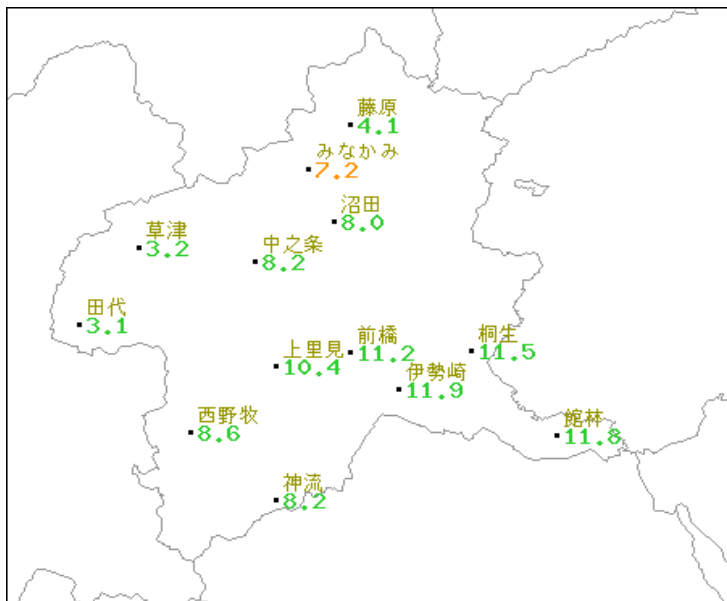 藤原
4.1
みなかみ
7.2
沼田
8.0
草津
3.2
中之条
8.2
田代
3.1
上里見
10.4
前橋
11.2
桐生
11.5
伊勢崎
11.9
西野牧
8.6
館林
11.8
神流
8.2